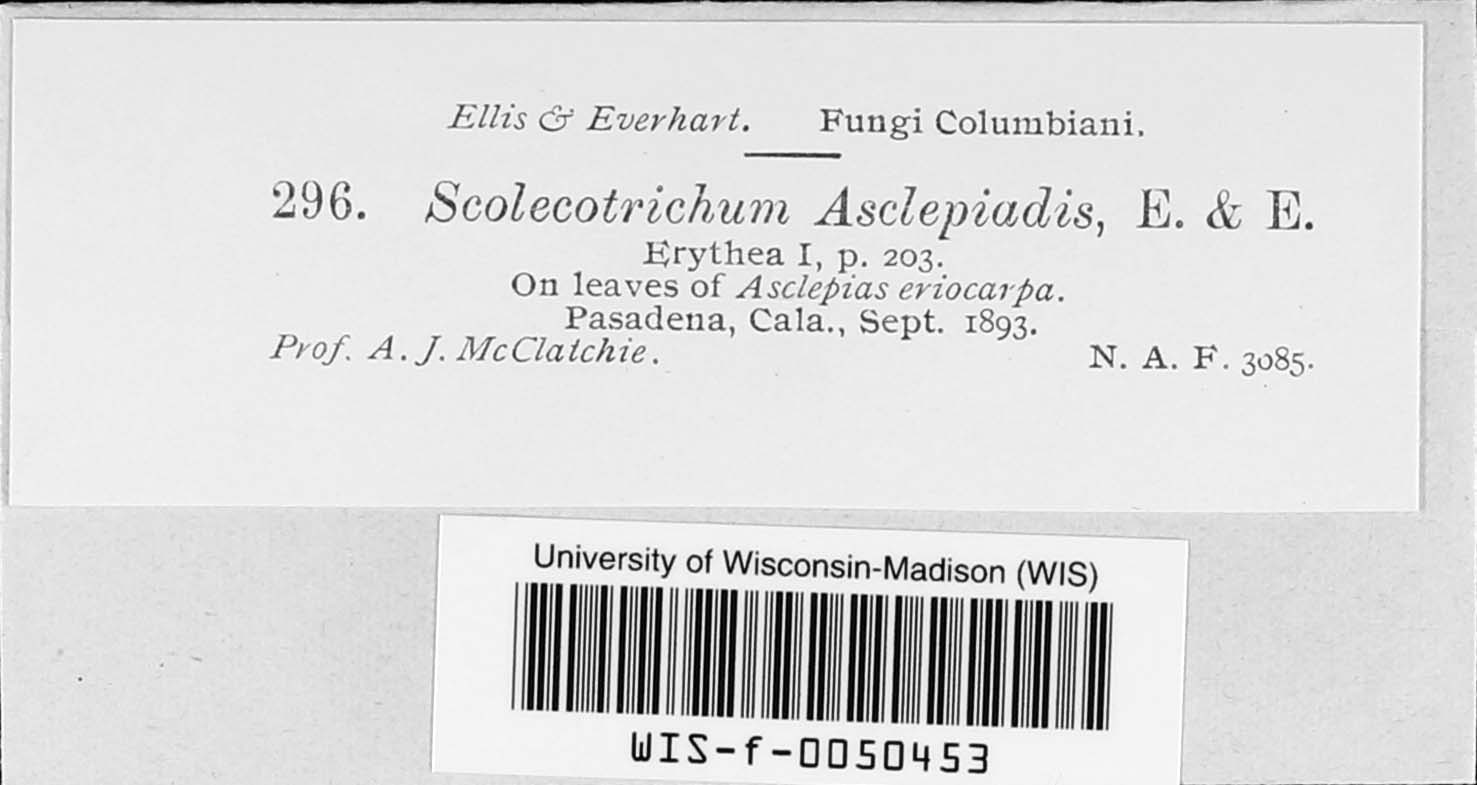 Ellis & Everhart. Fungi Columbiani.
296. Scolecotrichum Asclepiadis, E. & E.
Erythea I, p. 203.
On leaves of Asclepias eriocarpa.
Pasadena, Cala., Sept. 1893.
Prof. A. J. McClatchie. N. A. F. 3085.
University of Wisconsin-Madison (WIS)
WIS-f-0050453